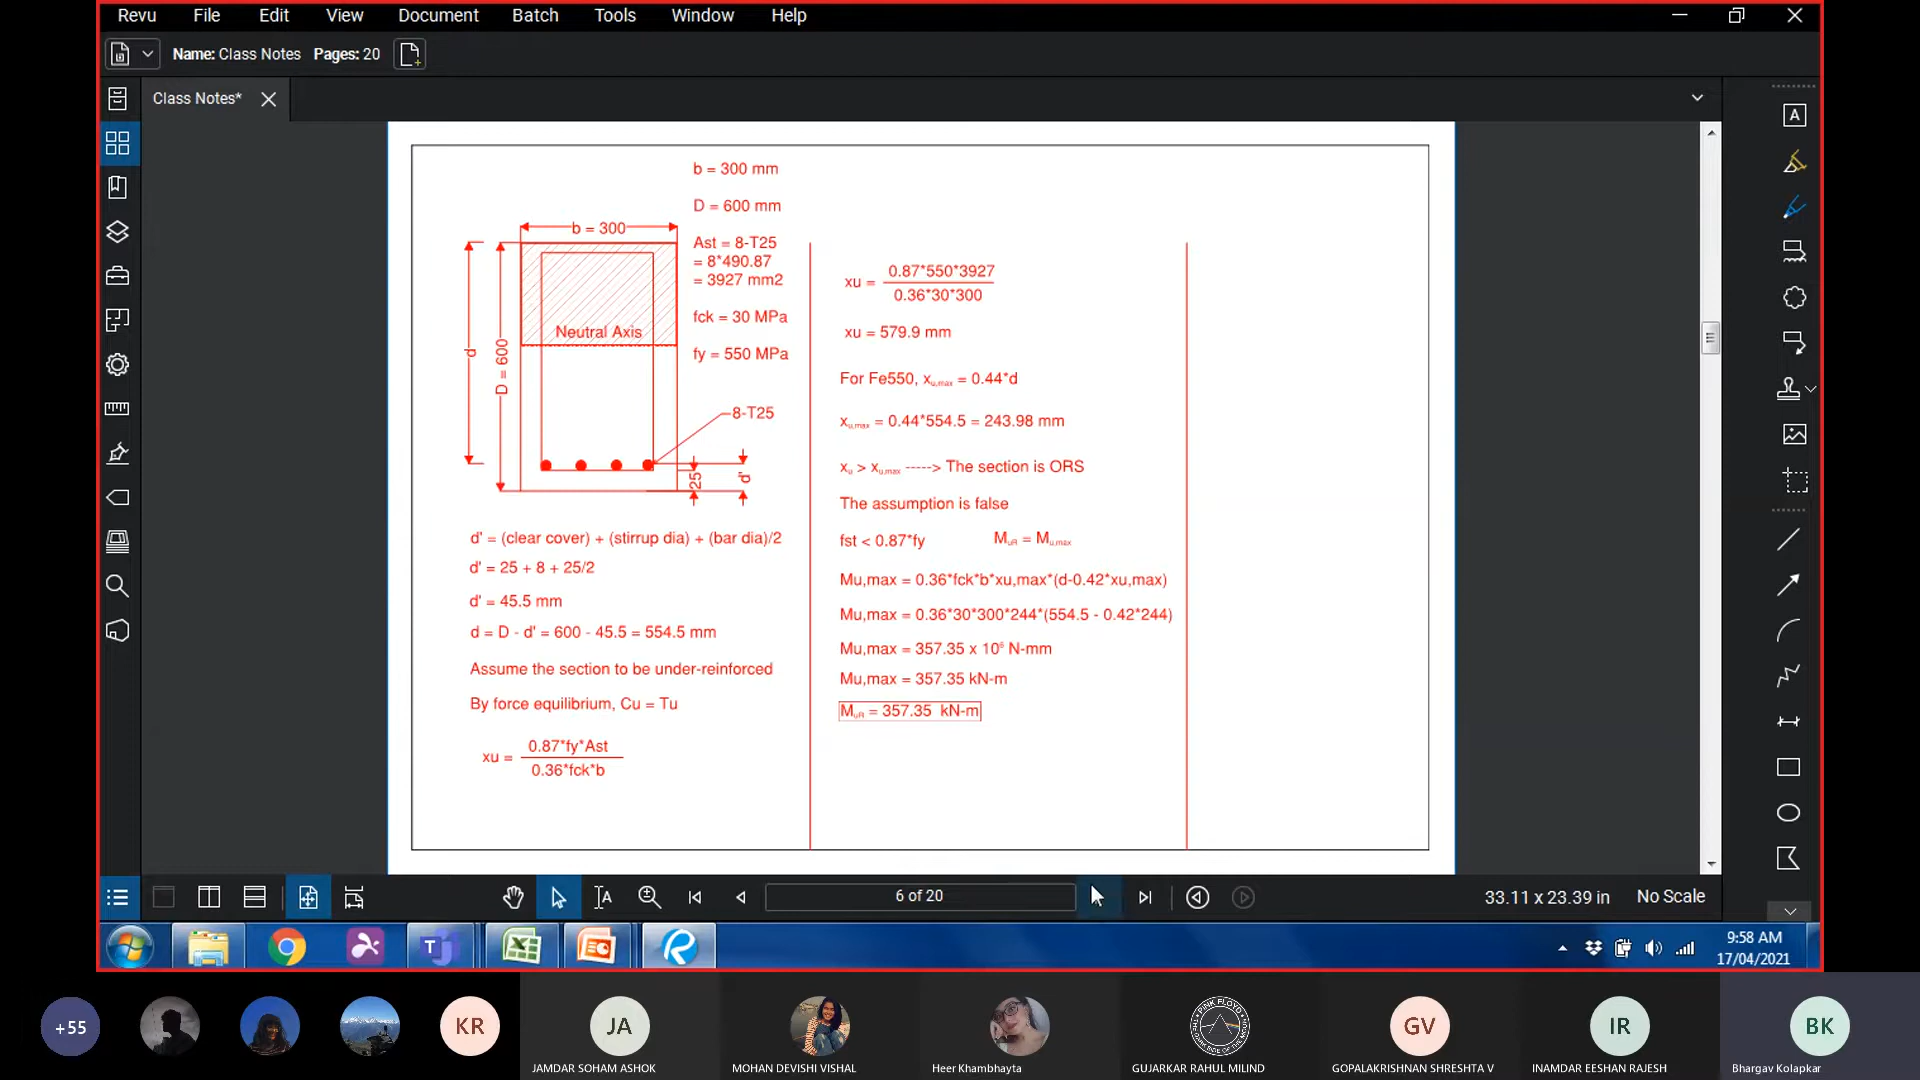 Revu File Edit View Document Batch Tools Window Help
Name: Class Notes Pages: 20
Class Notes*
b = 300 mm
D = 600 mm
b = 300
Ast = 8-T25
= 8*490.87
= 3927 mm2
fck = 30 MPa
Neutral Axis
fy = 550 MPa
d
D = 600
8-T25
25
d'
d' = (clear cover) + (stirrup dia) + (bar dia)/2
d' = 25 + 8 + 25/2
d' = 45.5 mm
d = D - d' = 600 - 45.5 = 554.5 mm
Assume the section to be under-reinforced
By force equilibrium, Cu = Tu
xu = 0.87*fy*Ast
0.36*fck*b
xu = 0.87*550*3927
0.36*30*300
xu = 579.9 mm
For Fe550, xu,max = 0.44*d
xu,max = 0.44*554.5 = 243.98 mm
xu > xu,max -----> The section is ORS
The assumption is false
fst < 0.87*fy MuR = Mu,max
Mu,max = 0.36*fck*b*xu,max*(d-0.42*xu,max)
Mu,max = 0.36*30*300*244*(554.5 - 0.42*244)
Mu,max = 357.35 x 10⁶ N-mm
Mu,max = 357.35 kN-m
MuR = 357.35 kN-m
6 of 20
33.11 x 23.39 in No Scale
9:58 AM
17/04/2021
+55
KR
JA
GV
IR
BK
PINK FLOYD
JAMDAR SOHAM ASHOK
MOHAN DEVISHI VISHAL
Heer Khambhayta
GUJARKAR RAHUL MILIND
GOPALAKRISHNAN SHRESHTA V
INAMDAR EESHAN RAJESH
Bhargav Kolapkar